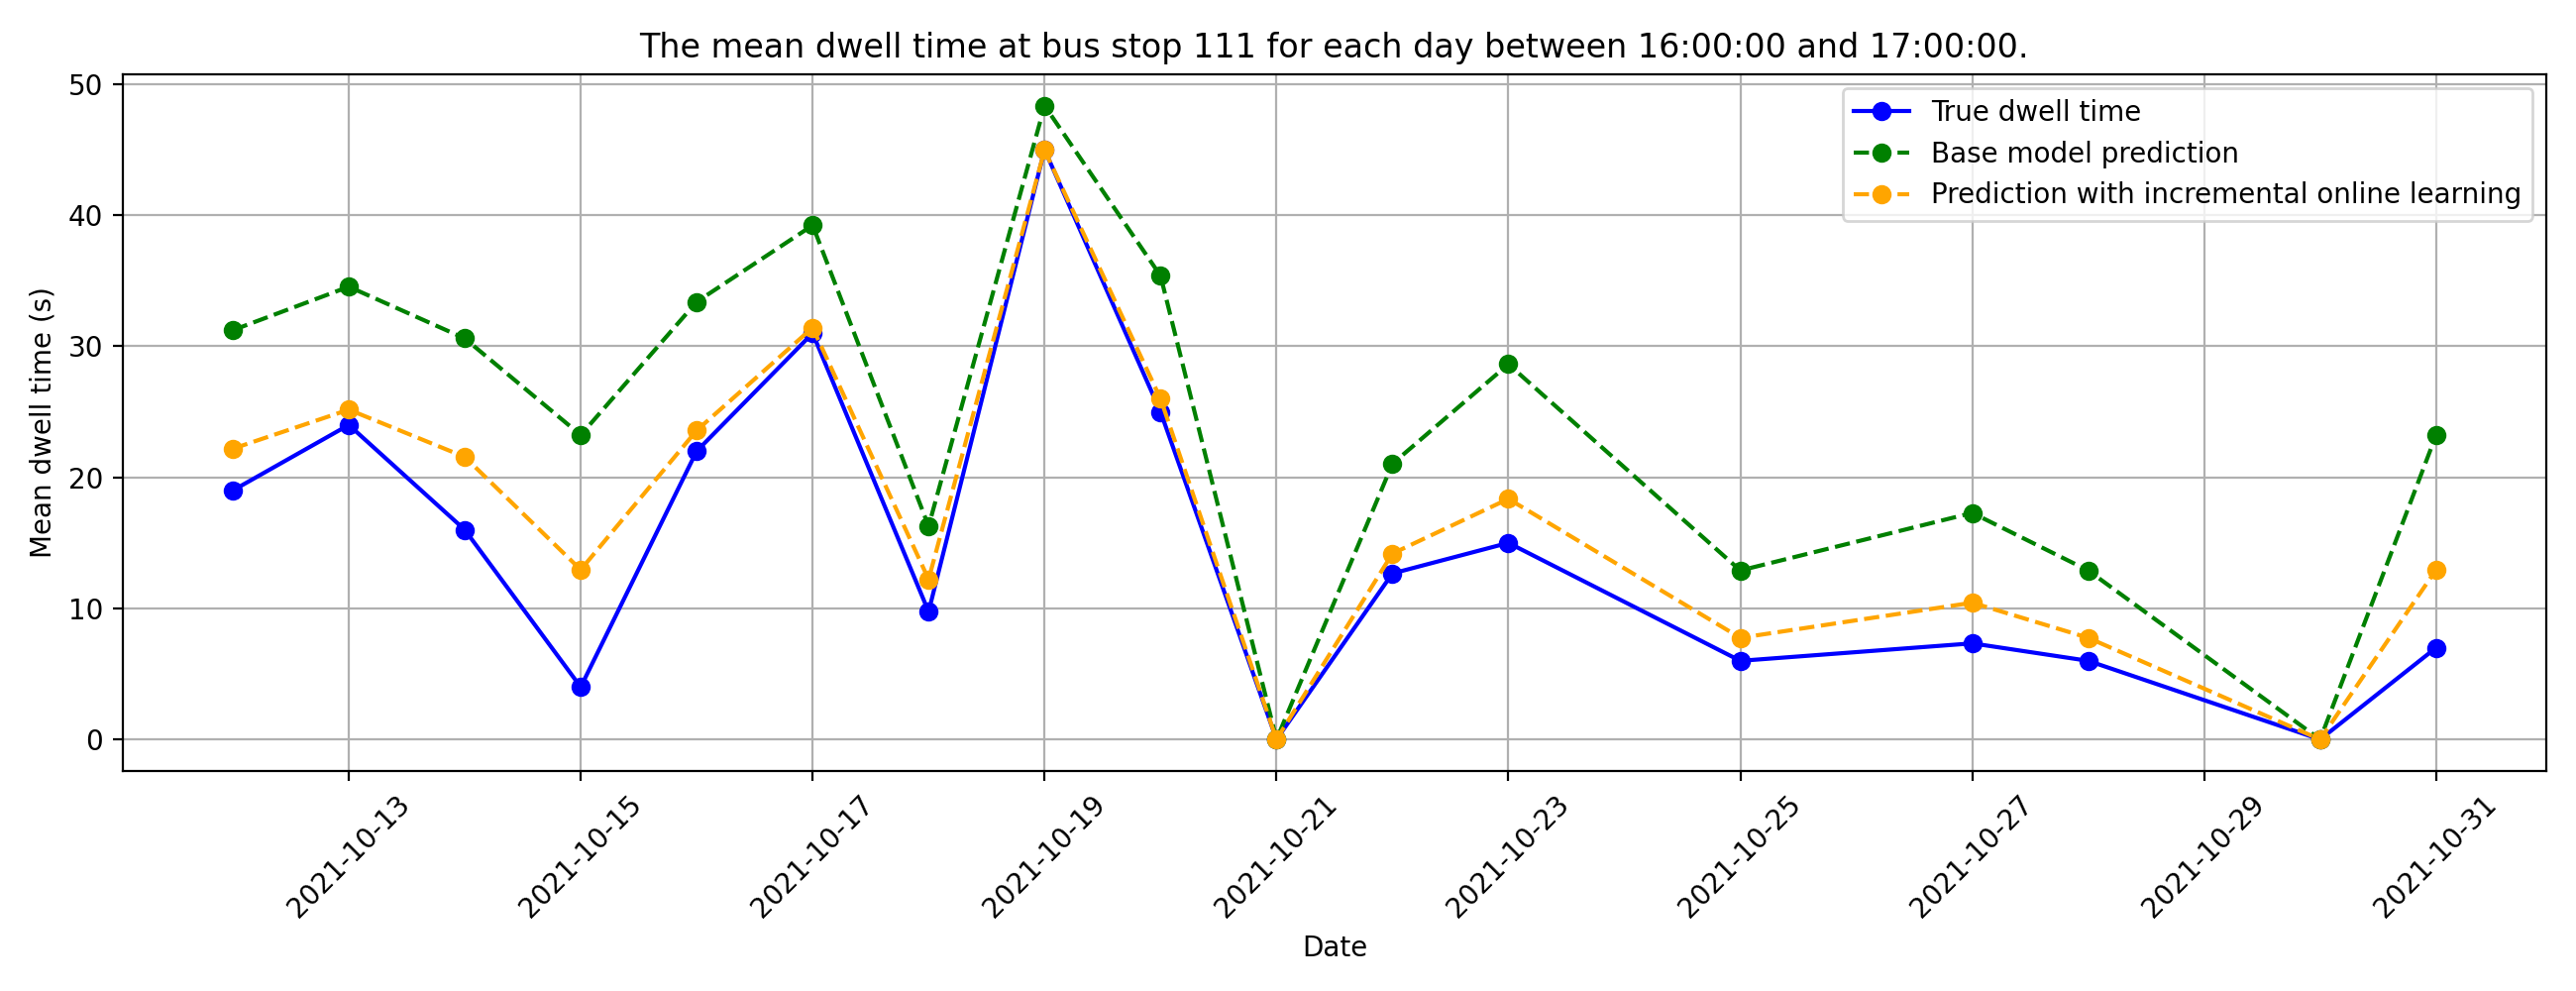 The mean dwell time at bus stop 111 for each day between 16:00:00 and 17:00:00.
50
40
30
20
10
0
Mean dwell time (s)
True dwell time
Base model prediction
Prediction with incremental online learning
2021-10-13
2021-10-15
2021-10-17
2021-10-19
2021-10-21
2021-10-23
2021-10-25
2021-10-27
2021-10-29
2021-10-31
Date